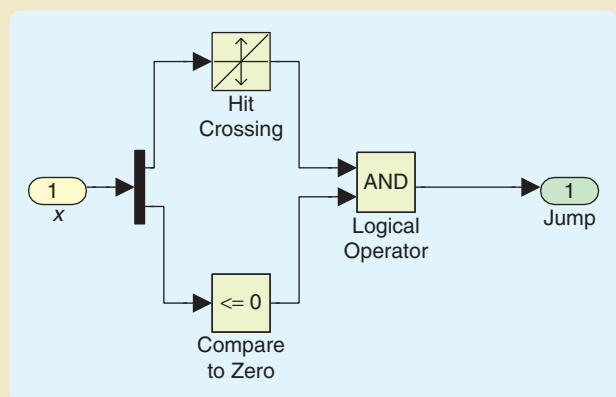 Hit
Crossing
1
x
AND
Logical
Operator
1
Jump
<= 0
Compare
to Zero